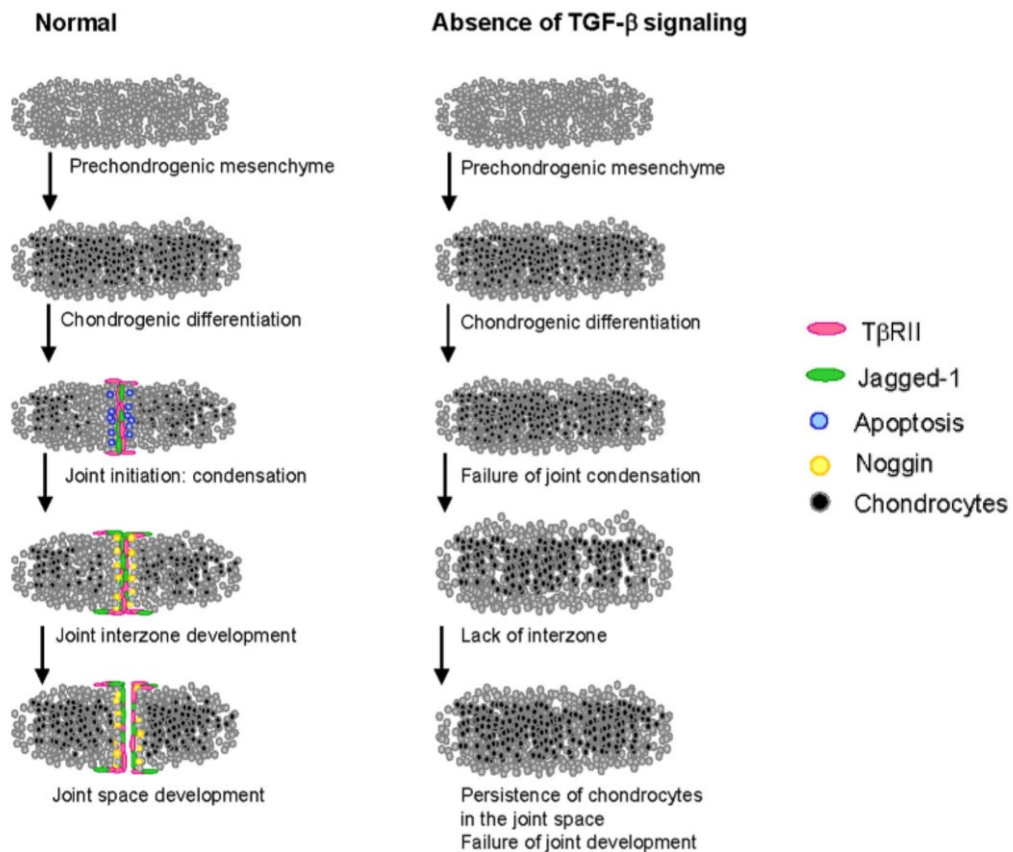 Normal
Absence of TGF-β signaling
Prechondrogenic mesenchyme
Prechondrogenic mesenchyme
Chondrogenic differentiation
Chondrogenic differentiation
TβRII
Jagged-1
Apoptosis
Noggin
Chondrocytes
Joint initiation: condensation
Failure of joint condensation
Joint interzone development
Lack of interzone
Joint space development
Persistence of chondrocytes
in the joint space
Failure of joint development